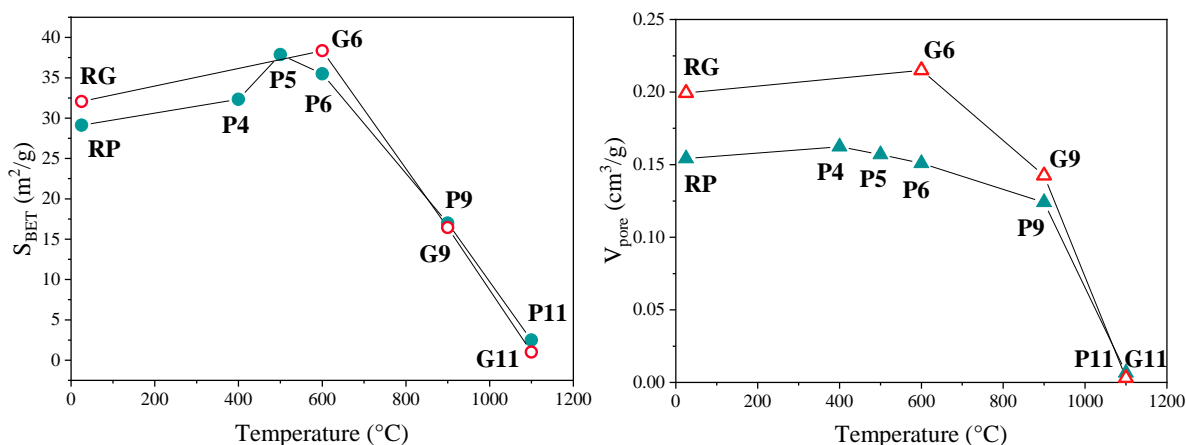 40
35
30
25
20
15
10
5
0
S_BET (m²/g)
RG
RP
P4
P5
G6
P6
P9
G9
P11
G11
0 200 400 600 800 1000 1200
Temperature (°C)
0.25
0.20
0.15
0.10
0.05
0.00
V_pore (cm³/g)
RG
G6
RP
P4
P5
P6
G9
P9
P11 G11
0 200 400 600 800 1000 1200
Temperature (°C)